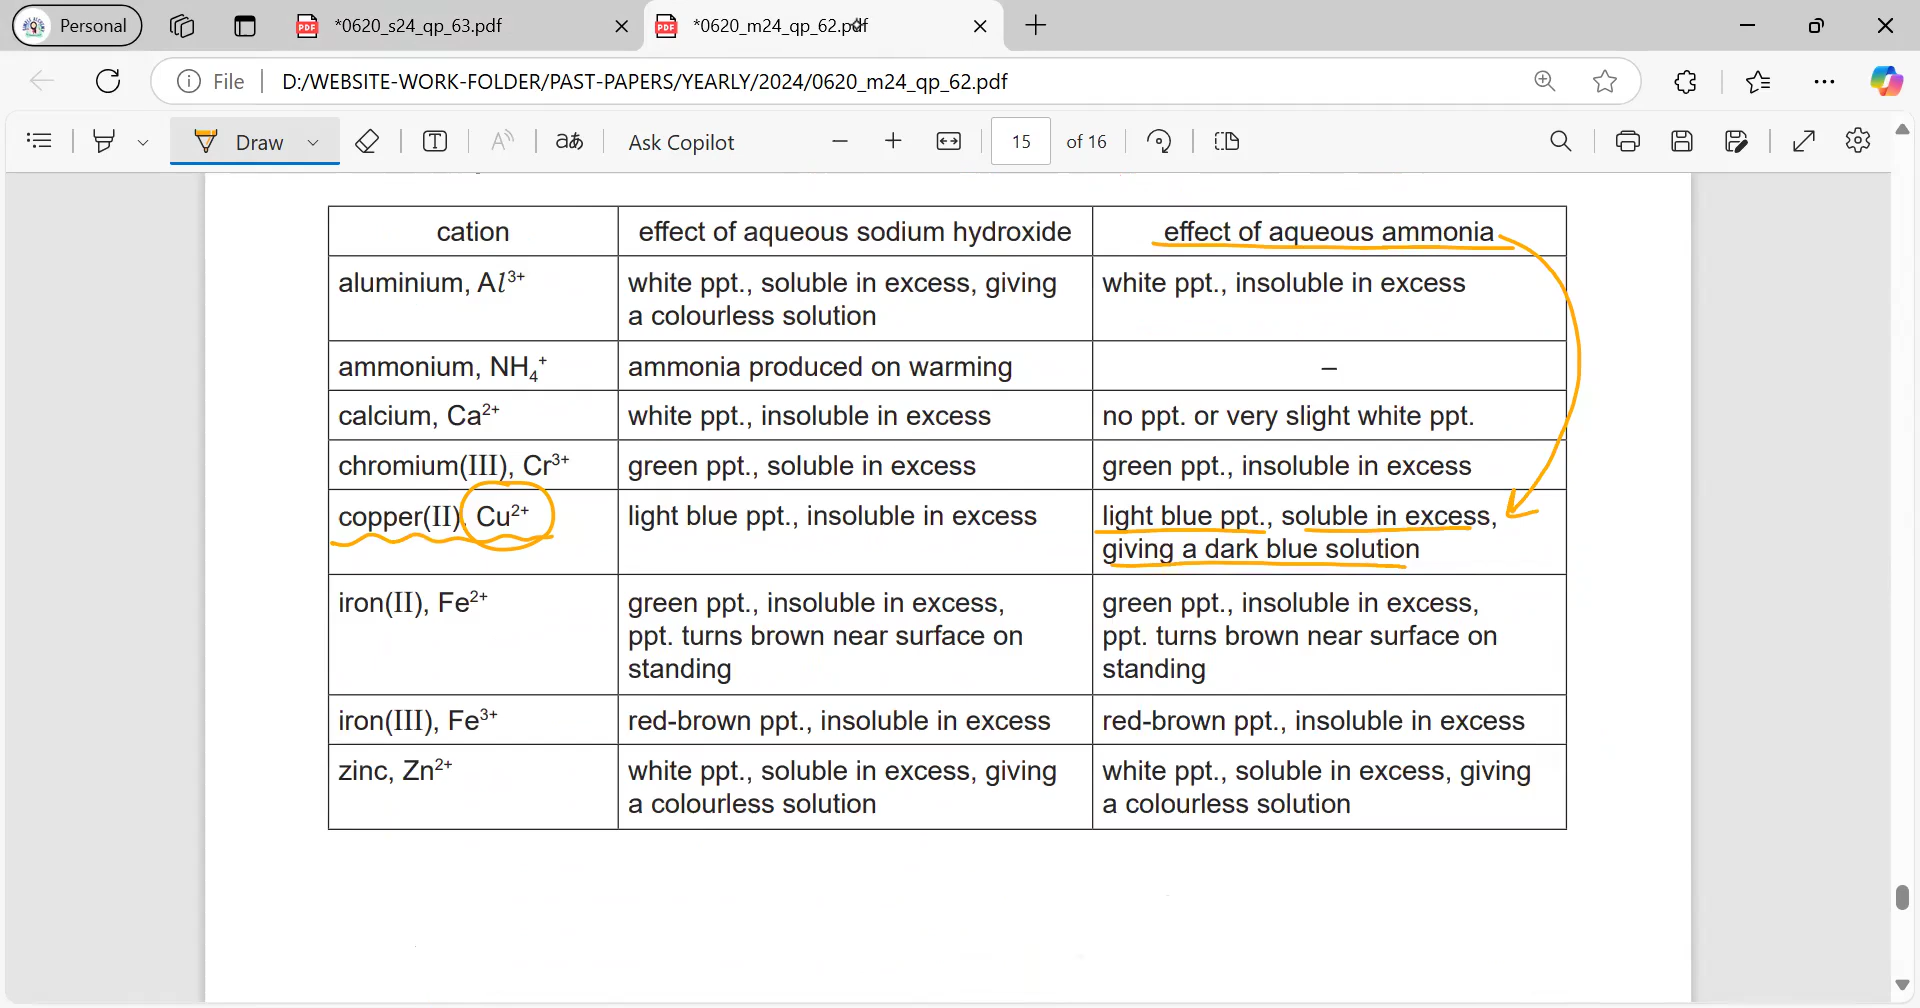 Personal
*0620_s24_qp_63.pdf
*0620_m24_qp_62.pdf
File
D:/WEBSITE-WORK-FOLDER/PAST-PAPERS/YEARLY/2024/0620_m24_qp_62.pdf
Draw
aあ
Ask Copilot
15 of 16
cation effect of aqueous sodium hydroxide effect of aqueous ammonia
aluminium, Al³⁺ white ppt., soluble in excess, giving white ppt., insoluble in excess
a colourless solution
ammonium, NH₄⁺ ammonia produced on warming –
calcium, Ca²⁺ white ppt., insoluble in excess no ppt. or very slight white ppt.
chromium(III), Cr³⁺ green ppt., soluble in excess green ppt., insoluble in excess
copper(II), Cu²⁺ light blue ppt., insoluble in excess light blue ppt., soluble in excess,
giving a dark blue solution
iron(II), Fe²⁺ green ppt., insoluble in excess, green ppt., insoluble in excess,
ppt. turns brown near surface on ppt. turns brown near surface on
standing standing
iron(III), Fe³⁺ red-brown ppt., insoluble in excess red-brown ppt., insoluble in excess
zinc, Zn²⁺ white ppt., soluble in excess, giving white ppt., soluble in excess, giving
a colourless solution a colourless solution